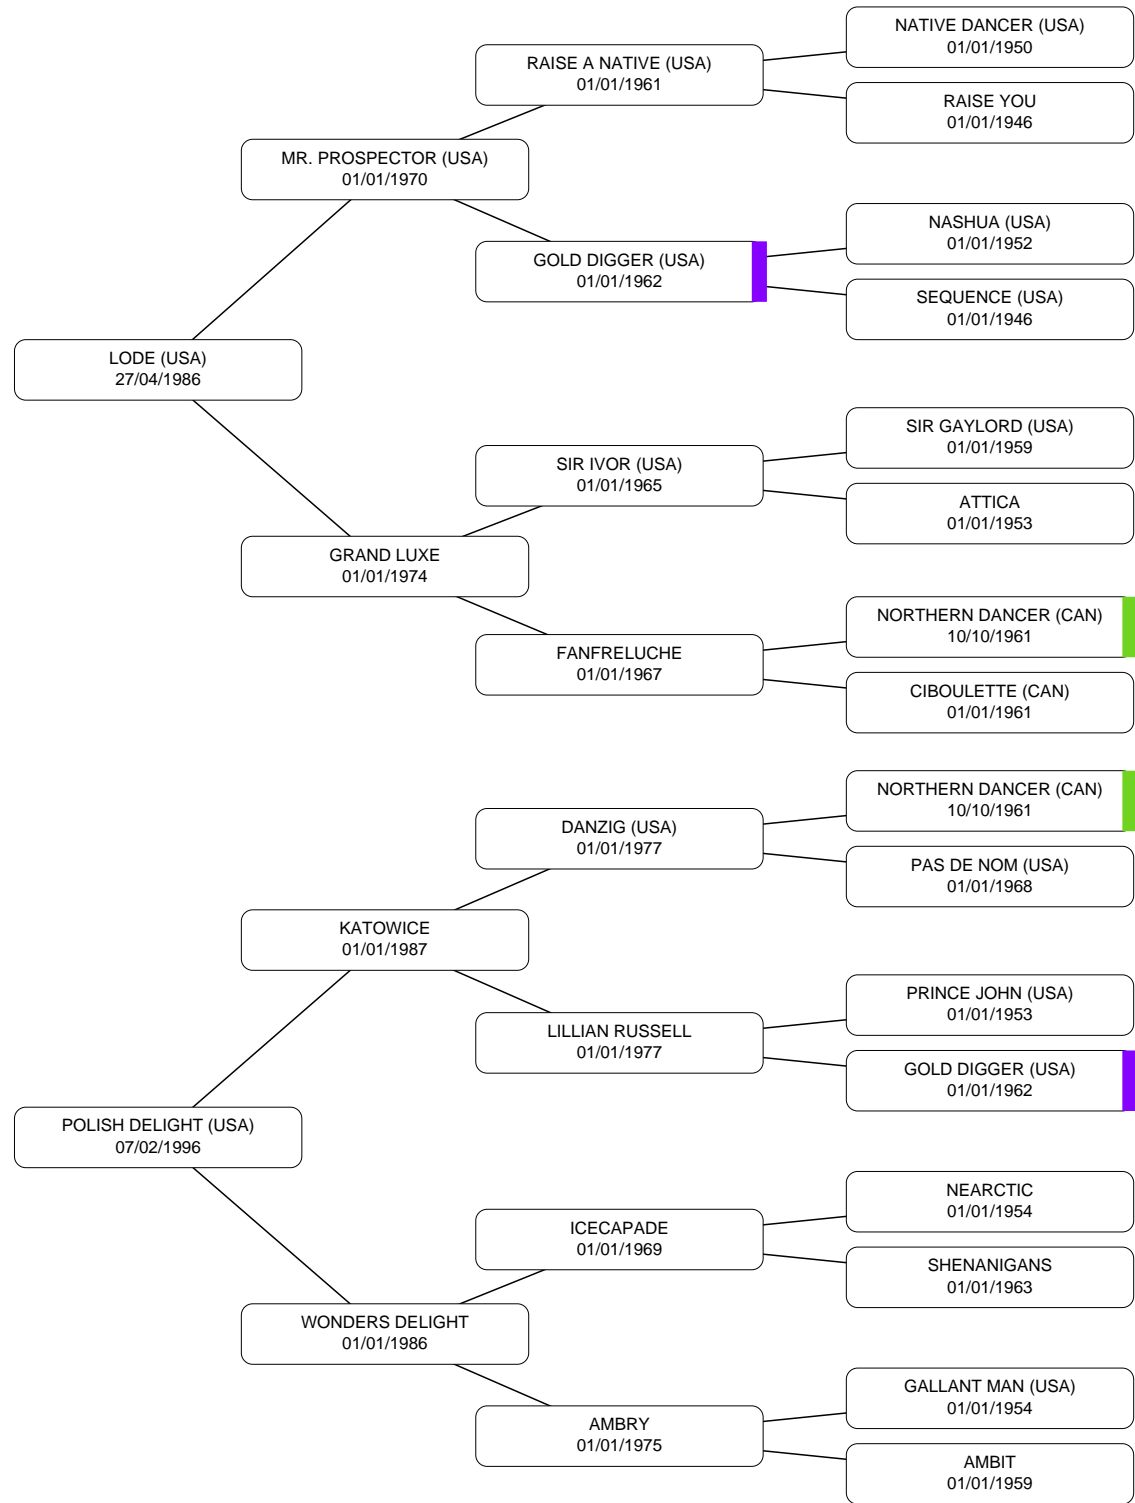 NATIVE DANCER (USA)
01/01/1950
RAISE A NATIVE (USA)
01/01/1961
RAISE YOU
01/01/1946
MR. PROSPECTOR (USA)
01/01/1970
NASHUA (USA)
01/01/1952
GOLD DIGGER (USA)
01/01/1962
SEQUENCE (USA)
01/01/1946
LODE (USA)
27/04/1986
SIR GAYLORD (USA)
01/01/1959
SIR IVOR (USA)
01/01/1965
ATTICA
01/01/1953
GRAND LUXE
01/01/1974
NORTHERN DANCER (CAN)
10/10/1961
FANFRELUCHE
01/01/1967
CIBOULETTE (CAN)
01/01/1961
NORTHERN DANCER (CAN)
10/10/1961
DANZIG (USA)
01/01/1977
PAS DE NOM (USA)
01/01/1968
KATOWICE
01/01/1987
PRINCE JOHN (USA)
01/01/1953
LILLIAN RUSSELL
01/01/1977
GOLD DIGGER (USA)
01/01/1962
POLISH DELIGHT (USA)
07/02/1996
NEARCTIC
01/01/1954
ICECAPADE
01/01/1969
SHENANIGANS
01/01/1963
WONDERS DELIGHT
01/01/1986
GALLANT MAN (USA)
01/01/1954
AMBRY
01/01/1975
AMBIT
01/01/1959